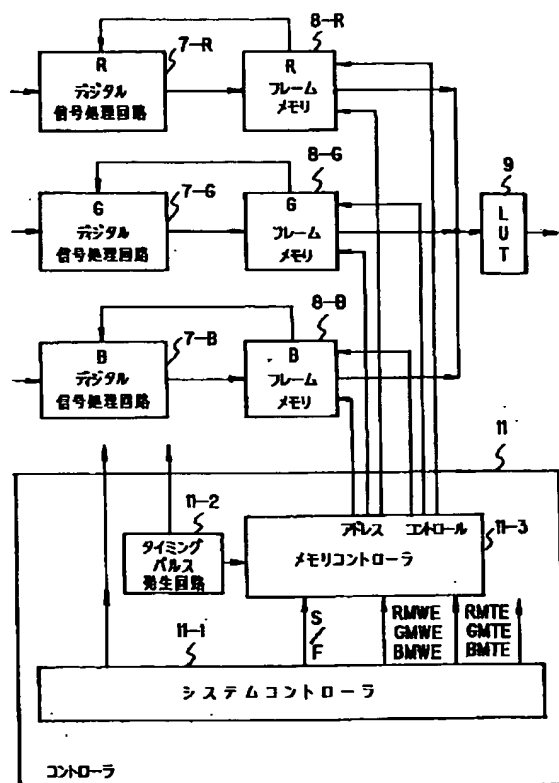 8-R
7-R
R
ディジタル
信号処理回路
R
フレーム
メモリ
8-G
7-G
9
G
ディジタル
信号処理回路
G
フレーム
メモリ
LUT
8-B
7-B
B
ディジタル
信号処理回路
B
フレーム
メモリ
11
11-2
アドレス
コントロール
11-3
タイミング
パルス
発生回路
メモリコントローラ
11-1
S/F
RMWE
GMWE
BMWE
RMTE
GMTE
BMTE
システムコントローラ
コントローラ